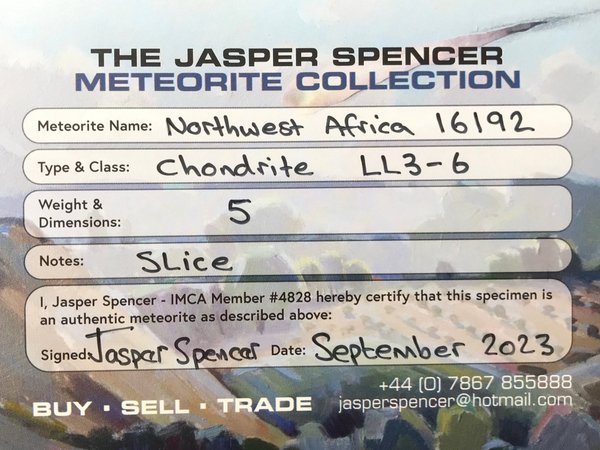 THE JASPER SPENCER
METEORITE COLLECTION
Meteorite Name: Northwest Africa 16192
Type & Class: Chondrite LL3-6
Weight &
Dimensions: 5
Notes: SLice
I, Jasper Spencer - IMCA Member #4828 hereby certify that this specimen is
an authentic meteorite as described above:
Signed: Jasper Spencer Date: September 2023
+44 (0) 7867 855888
BUY · SELL · TRADE jasperspencer@hotmail.com